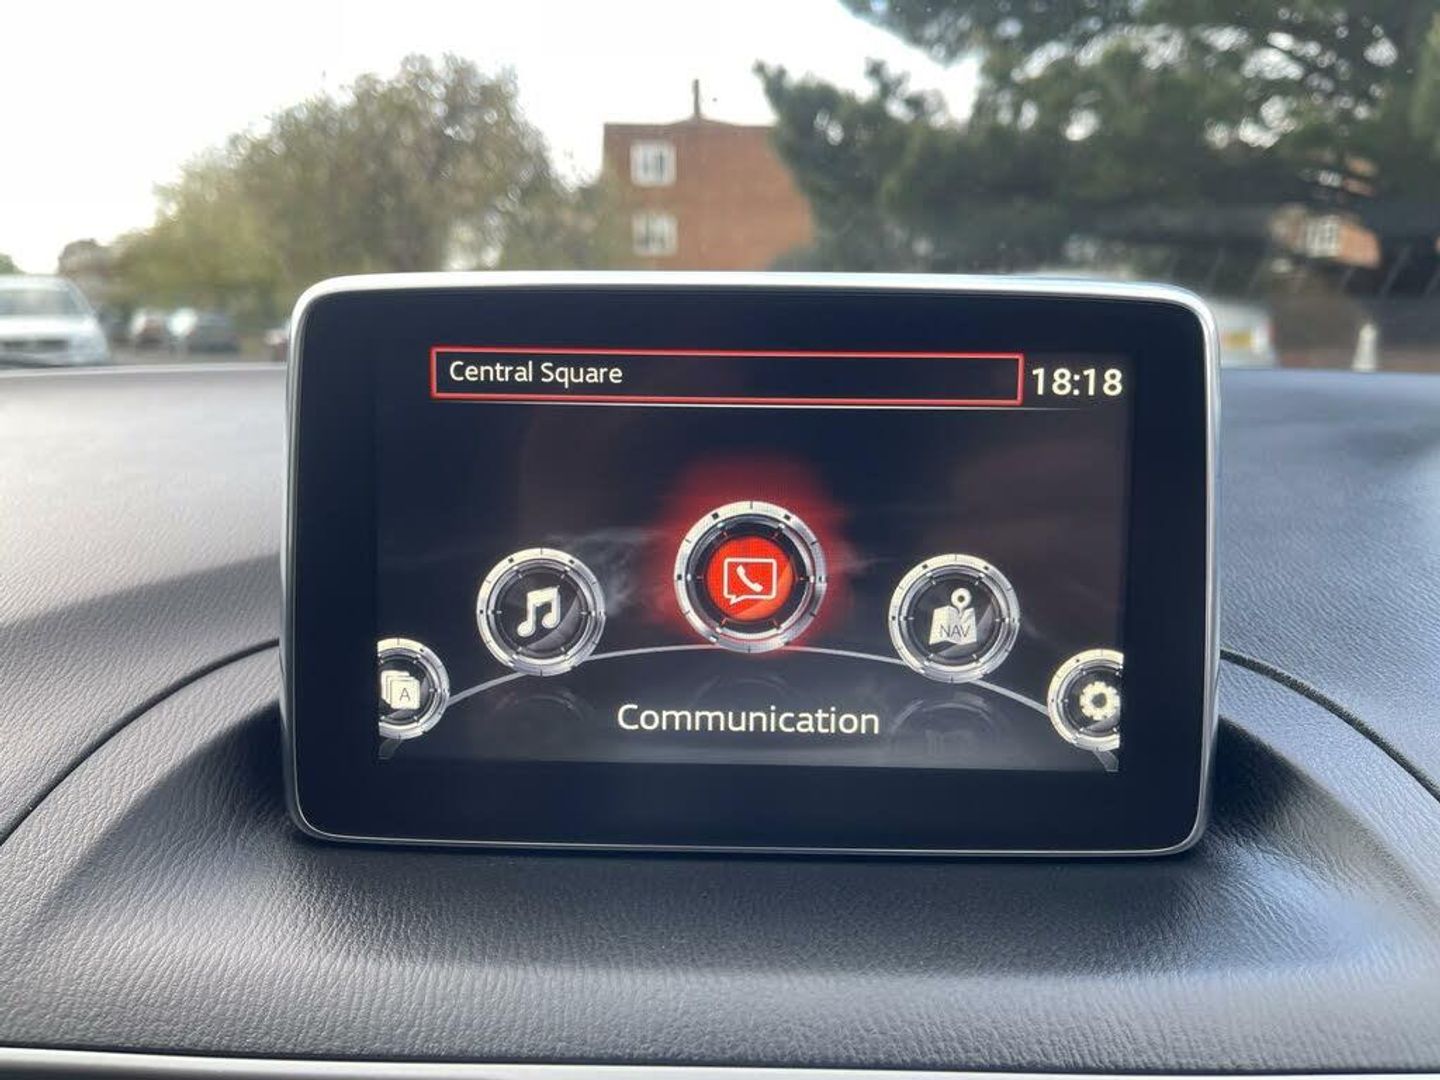 Central Square
18:18
NAV
A
Communication